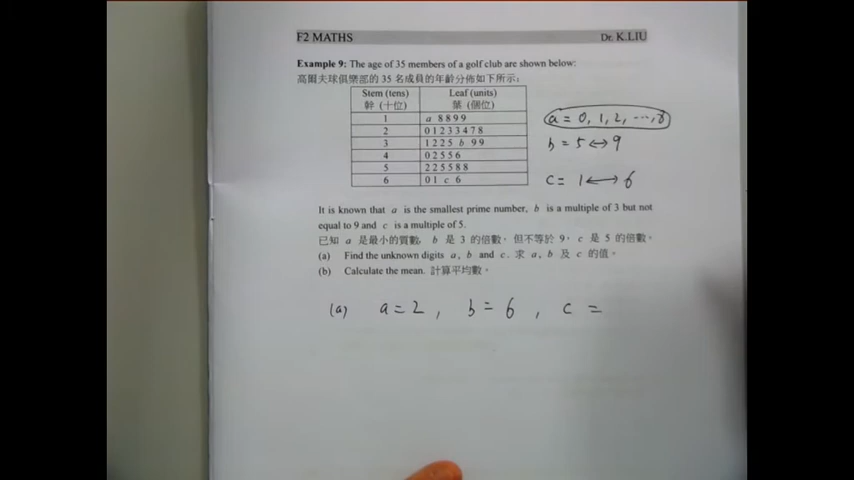 F2 MATHS Dr. K.LIU
Example 9: The age of 35 members of a golf club are shown below:
高爾夫球俱樂部的 35 名成員的年齡分佈如下所示:
Stem (tens) Leaf (units)
幹 (十位) 葉 (個位)
1 a 8 8 9 9
2 0 1 2 3 3 4 7 8
3 1 2 2 5 b 9 9
4 0 2 5 5 6
5 2 2 5 5 8 8
6 0 1 c 6
a = 0, 1, 2, ..., 8
b = 5 ↔ 9
c = 1 ↔ 6
It is known that a is the smallest prime number, b is a multiple of 3 but not
equal to 9 and c is a multiple of 5.
已知 a 是最小的質數, b 是 3 的倍數, 但不等於 9, c 是 5 的倍數。
(a) Find the unknown digits a, b and c. 求 a, b 及 c 的值。
(b) Calculate the mean. 計算平均數。
(a) a = 2 , b = 6 , c =